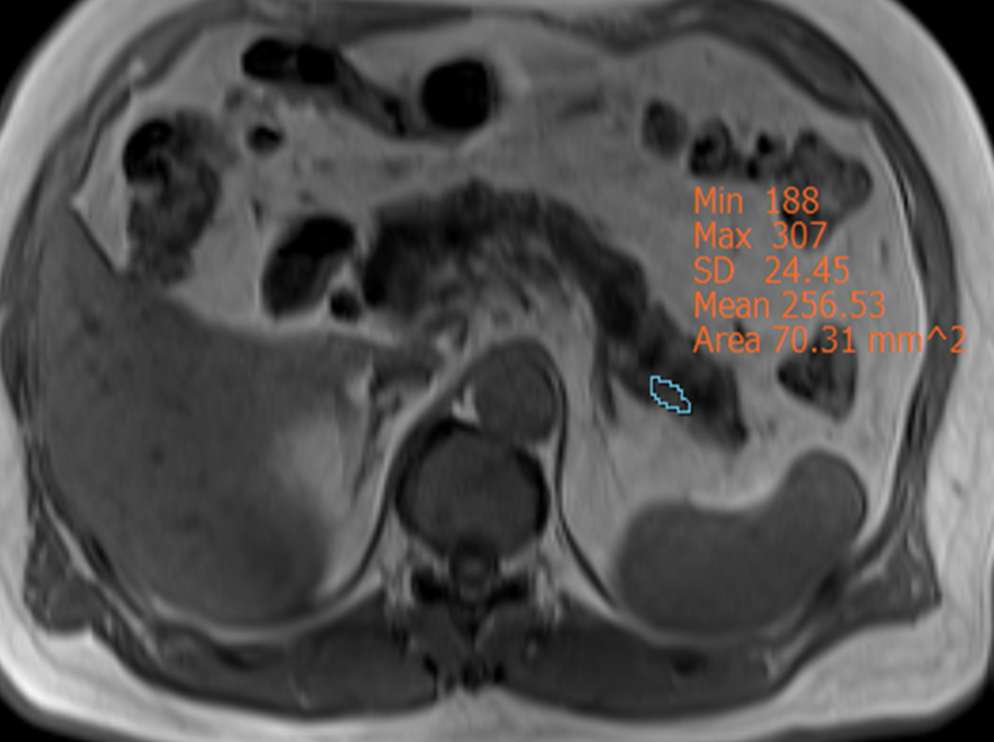 Min 188
Max 307
SD 24.45
Mean 256.53
Area 70.31 mm^2